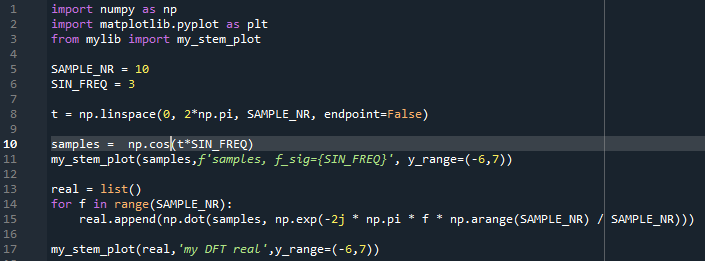 1 import numpy as np
2 import matplotlib.pyplot as plt
3 from mylib import my_stem_plot
4
5 SAMPLE_NR = 10
6 SIN_FREQ = 3
7
8 t = np.linspace(0, 2*np.pi, SAMPLE_NR, endpoint=False)
9
10 samples =  np.cos(t*SIN_FREQ)
11 my_stem_plot(samples,f'samples, f_sig={SIN_FREQ}', y_range=(-6,7))
12
13 real = list()
14 for f in range(SAMPLE_NR):
15     real.append(np.dot(samples, np.exp(-2j * np.pi * f * np.arange(SAMPLE_NR) / SAMPLE_NR)))
16
17 my_stem_plot(real,'my DFT real',y_range=(-6,7))